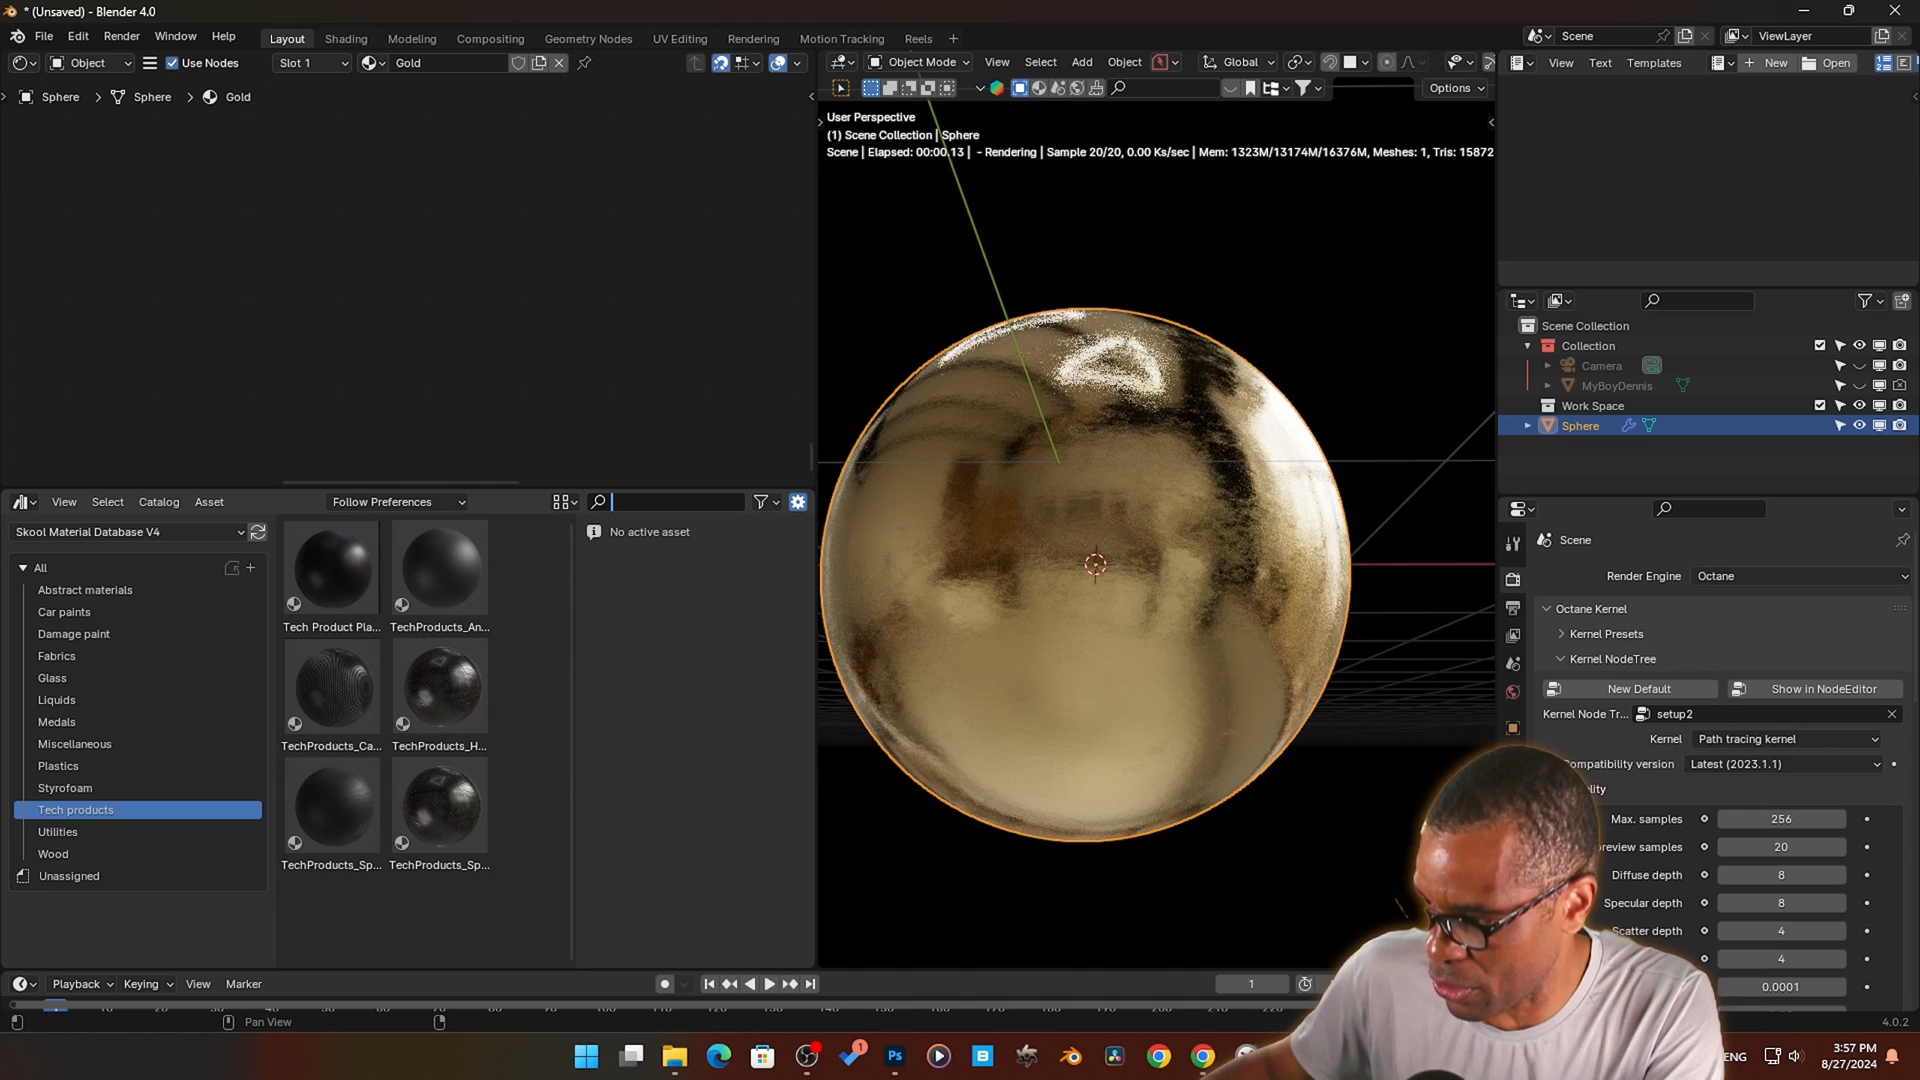 * (Unsaved) - Blender 4.0
File Edit Render Window Help
Layout Shading Modeling Compositing Geometry Nodes UV Editing Rendering Motion Tracking Reels +
Scene ViewLayer
Object Use Nodes Slot 1 Gold
Object Mode View Select Add Object Global
View Text Templates + New Open
Sphere > Sphere > Gold
Options
User Perspective
(1) Scene Collection | Sphere
Scene | Elapsed: 00:00.13 | - Rendering | Sample 20/20, 0.00 Ks/sec | Mem: 1323M/13174M/16376M, Meshes: 1, Tris: 15872
Scene Collection
Collection
Camera
MyBoyDennis
Work Space
Sphere
View Select Catalog Asset Follow Preferences
Skool Material Database V4
No active asset
All
Abstract materials
Car paints
Damage paint
Fabrics
Glass
Liquids
Medals
Miscellaneous
Plastics
Styrofoam
Tech products
Utilities
Wood
Unassigned
Tech Product Pla... TechProducts_An...
TechProducts_Ca... TechProducts_H...
TechProducts_Sp... TechProducts_Sp...
Scene
Render Engine Octane
Octane Kernel
Kernel Presets
Kernel NodeTree
New Default Show in NodeEditor
Kernel Node Tr... setup2
Kernel Path tracing kernel
ompatibility version Latest (2023.1.1)
lity
Max. samples 256
review samples 20
Diffuse depth 8
Specular depth 8
Scatter depth 4
4
0.0001
Playback Keying View Marker
1
Pan View
4.0.2
1
Ps
B
ENG
3:57 PM
8/27/2024